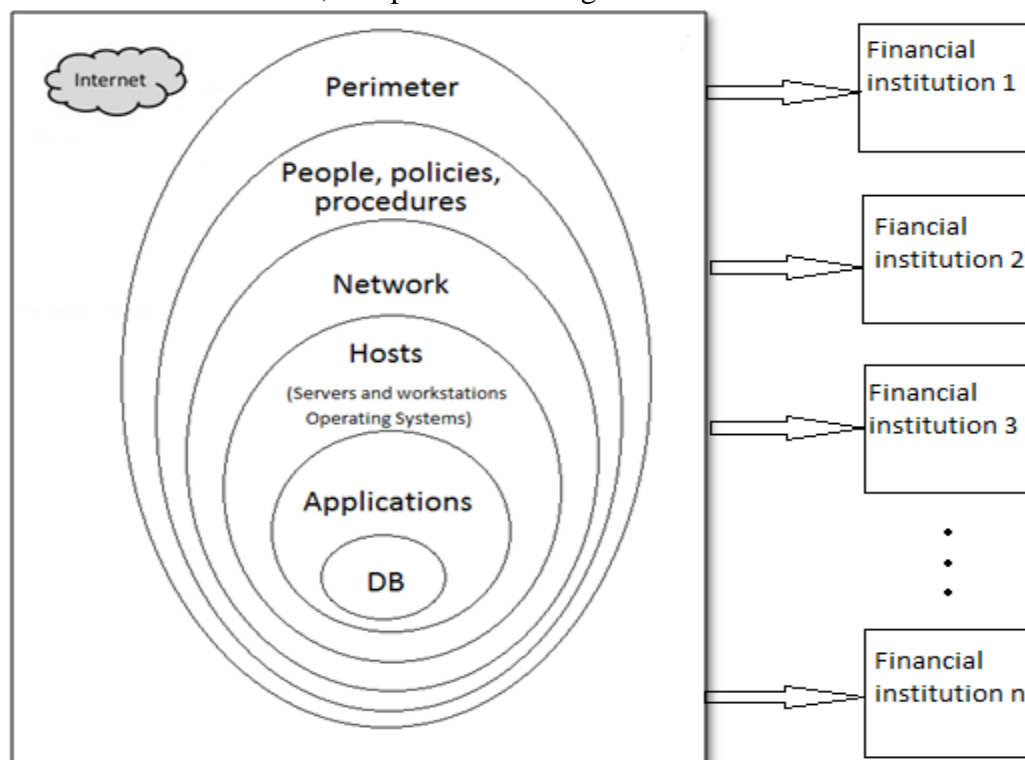 Internet
Perimeter
People, policies,
procedures
Network
Hosts
(Servers and workstations
Operating Systems)
Applications
DB
Financial
institution 1
Fiancial
institution 2
Financial
institution 3
Financial
institution n